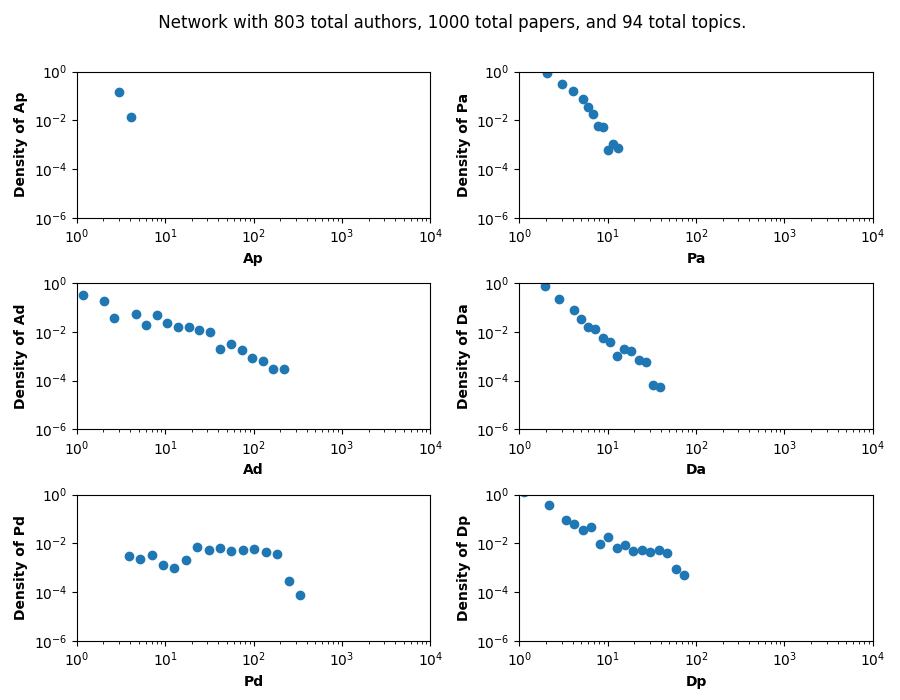 Network with 803 total authors, 1000 total papers, and 94 total topics.
Density of Ap
10^0
10^-2
10^-4
10^-6
10^0 10^1 10^2 10^3 10^4
Ap
Density of Pa
10^0
10^-2
10^-4
10^-6
10^0 10^1 10^2 10^3 10^4
Pa
Density of Ad
10^0
10^-2
10^-4
10^-6
10^0 10^1 10^2 10^3 10^4
Ad
Density of Da
10^0
10^-2
10^-4
10^-6
10^0 10^1 10^2 10^3 10^4
Da
Density of Pd
10^0
10^-2
10^-4
10^-6
10^0 10^1 10^2 10^3 10^4
Pd
Density of Dp
10^0
10^-2
10^-4
10^-6
10^0 10^1 10^2 10^3 10^4
Dp